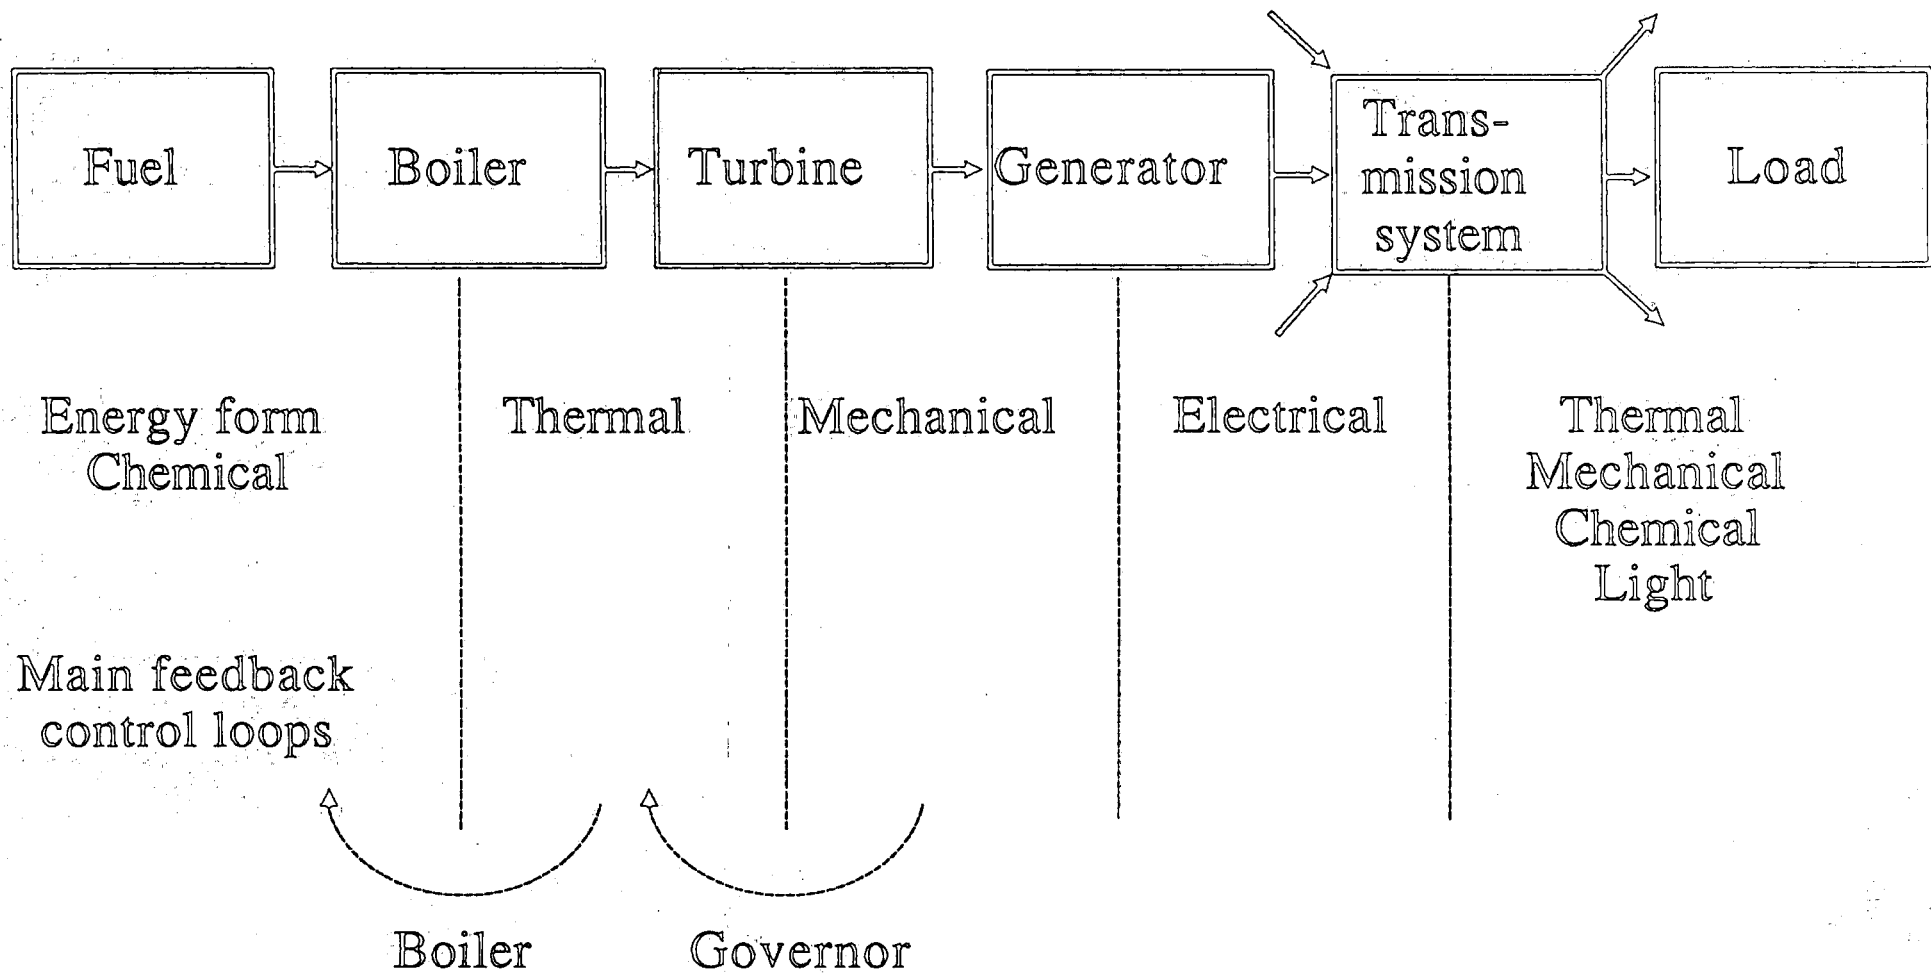 Fuel
Boiler
Turbine
Generator
Trans-
mission
system
Load
Energy form
Chemical
Thermal
Mechanical
Electrical
Thermal
Mechanical
Chemical
Light
Main feedback
control loops
Boiler
Governor